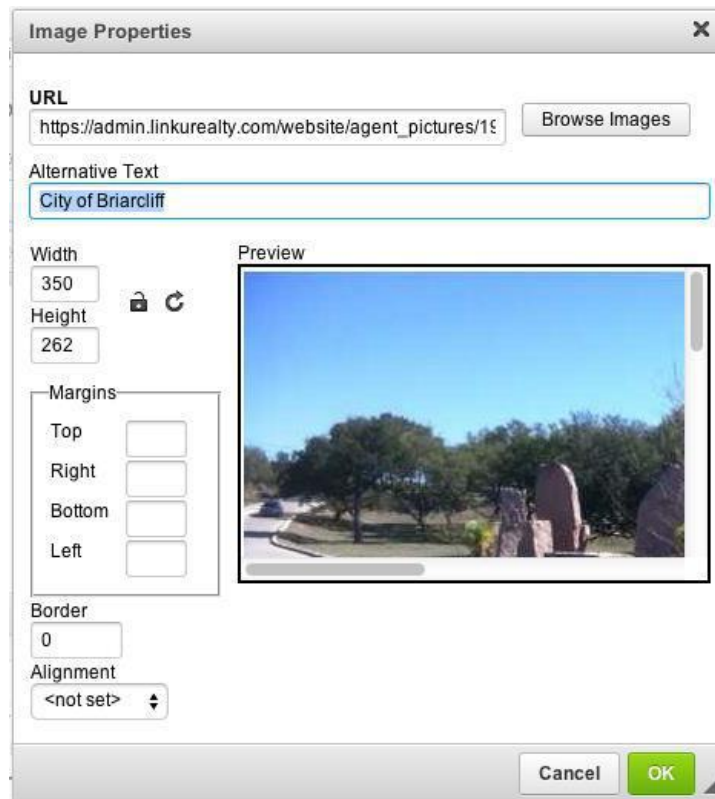 Image Properties
URL
https://admin.linkurealty.com/website/agent_pictures/19
Browse Images
Alternative Text
City of Briarcliff
Width
Preview
350
Height
262
Margins
Top
Right
Bottom
Left
Border
0
Alignment
<not set>
Cancel OK